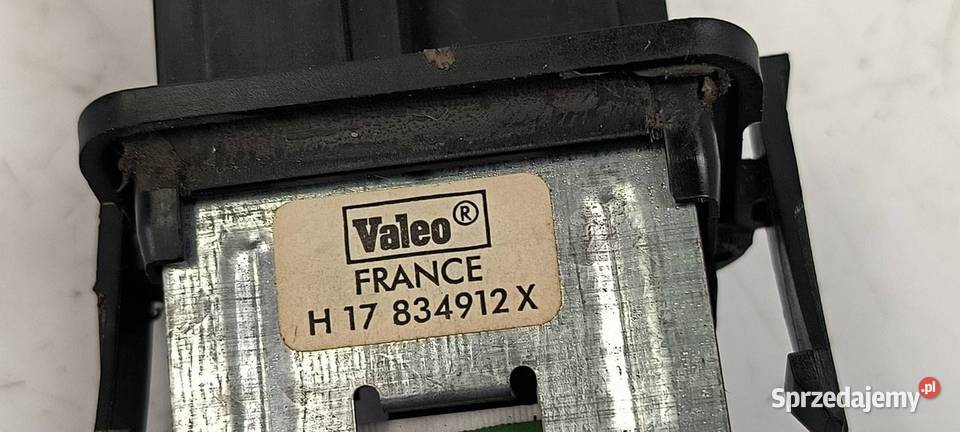 Valeo®
FRANCE
H 17 834912 X
Sprzedajemy.pl